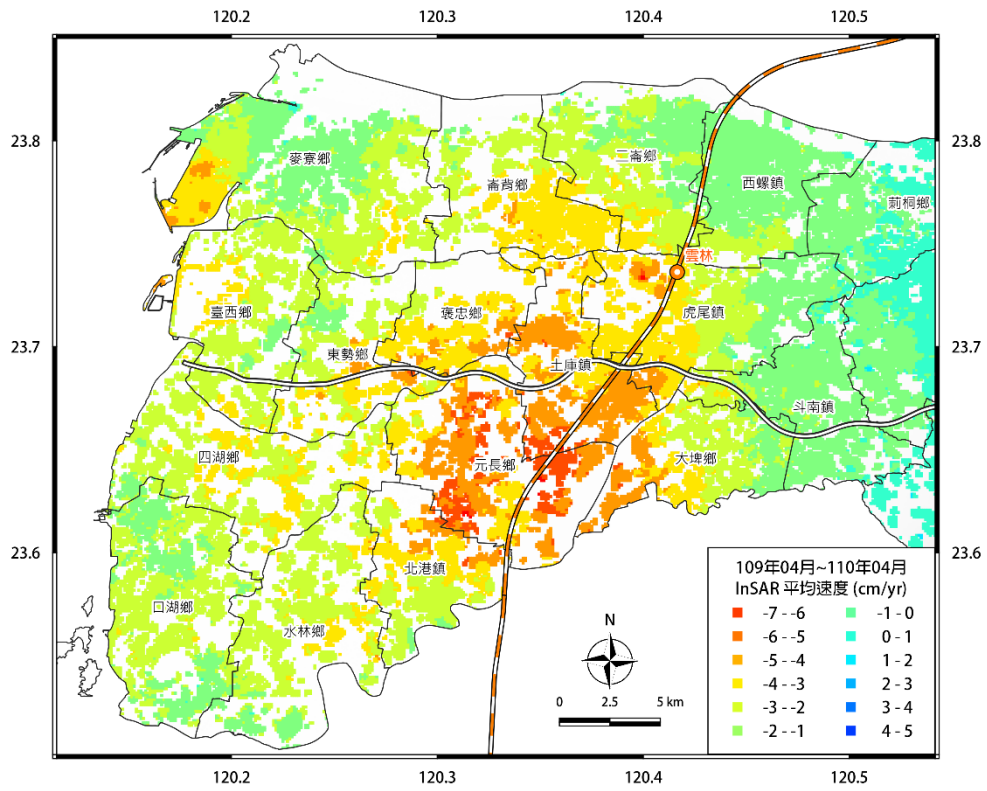 120.2 120.3 120.4 120.5
23.8 23.8
麥寮鄉
二崙鄉
崙背鄉
西螺鎮
莿桐鄉
雲林
臺西鄉
褒忠鄉
虎尾鎮
23.7 23.7
東勢鄉
土庫鎮
斗南鎮
四湖鄉
元長鄉
大埤鄉
23.6 23.6
北港鎮
口湖鄉
水林鄉
109年04月~110年04月
InSAR 平均速度 (cm/yr)
-7 - -6 -1 - 0
-6 - -5 0 - 1
-5 - -4 1 - 2
-4 - -3 2 - 3
-3 - -2 3 - 4
-2 - -1 4 - 5
N
0 2.5 5 km
120.2 120.3 120.4 120.5